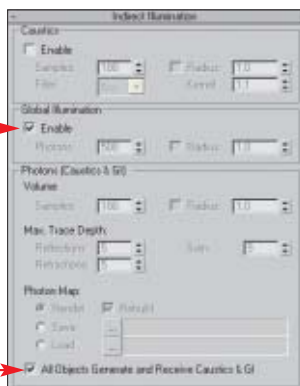 Indirect Illumination
Caustics
Enable
Samples: 100 Radius: 1.0
Filter: Kernel: 1.1
Global Illumination
Enable
Photons: 500 Radius: 1.0
Photons (Caustics & GI)
Volume
Samples: 100 Radius: 1.0
Max. Trace Depth:
Reflections: 5 Sum: 5
Refractions: 5
Photon Map:
Render Rebuild
Save
Load
All Objects Generate and Receive Caustics & GI